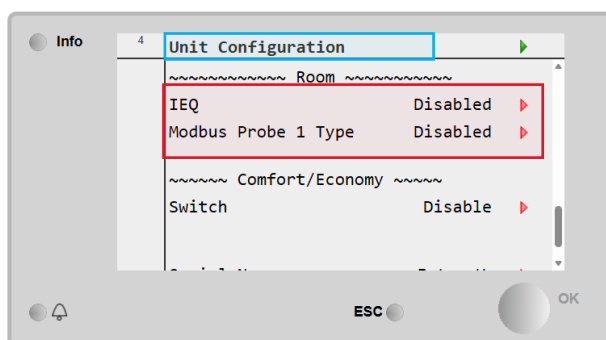 Info
4
Unit Configuration
~~~~~~~~~~~~ Room ~~~~~~~~~~~
IEQ Disabled
Modbus Probe 1 Type Disabled
~~~~~~ Comfort/Economy ~~~~~
Switch Disable
ESC
OK